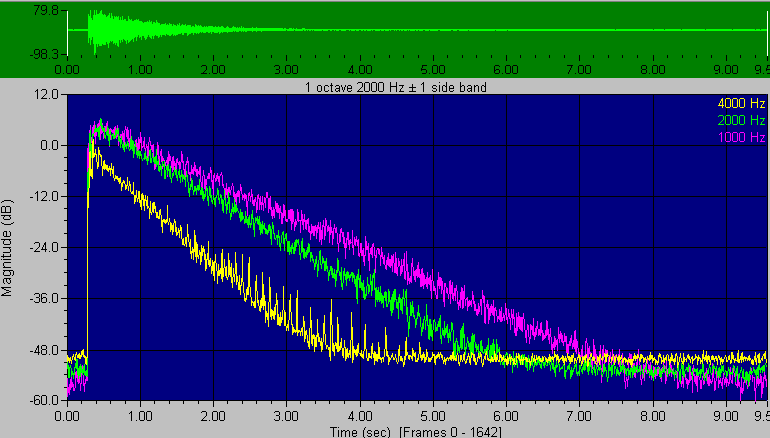 79.8
-98.3
0.00 1.00 2.00 3.00 4.00 5.00 6.00 7.00 8.00 9.00 9.5
1 octave 2000 Hz ± 1 side band
4000 Hz
2000 Hz
1000 Hz
12.0
0.0
-12.0
-24.0
-36.0
-48.0
-60.0
Magnitude (dB)
0.00 1.00 2.00 3.00 4.00 5.00 6.00 7.00 8.00 9.00 9.5
Time (sec) [Frames 0 - 1642]